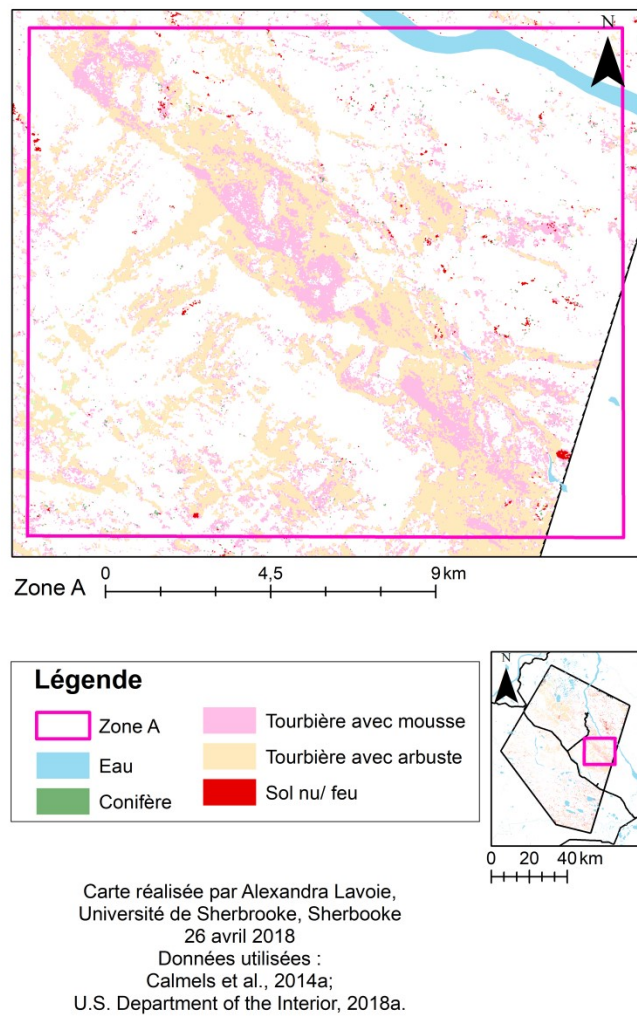 N
Zone A 0 4,5 9 km
Légende
Zone A
Eau
Conifère
Tourbière avec mousse
Tourbière avec arbuste
Sol nu/ feu
N
0 20 40 km
Carte réalisée par Alexandra Lavoie,
Université de Sherbrooke, Sherbooke
26 avril 2018
Données utilisées :
Calmels et al., 2014a;
U.S. Department of the Interior, 2018a.